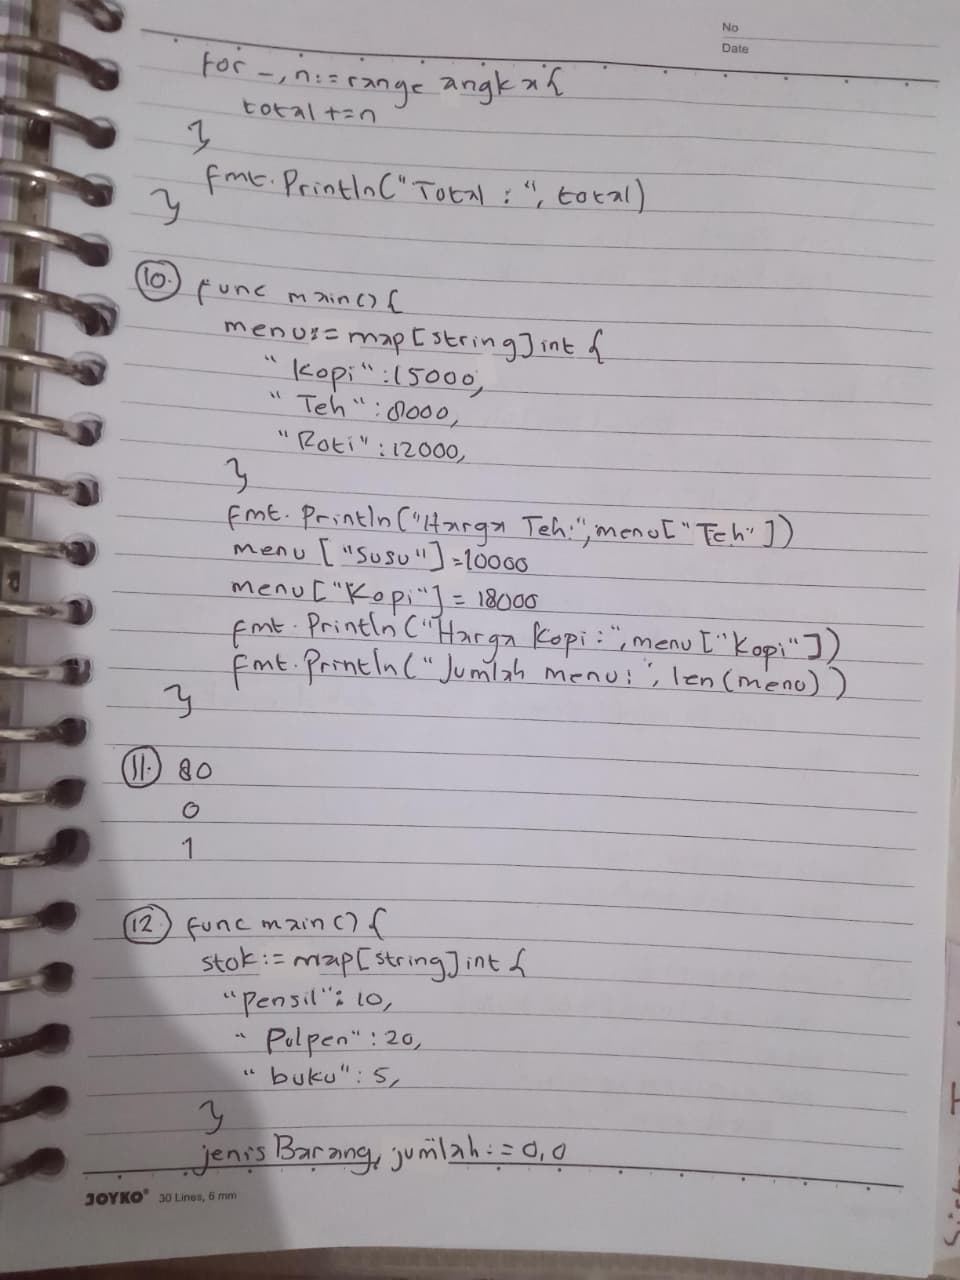 No
Date
for _, n := range angka {
total += n
}
fmt.Println("Total : ", total)
}
10. func main() {
menu := map[string]int {
"Kopi" : 15000,
"Teh" : 8000,
"Roti" : 12000,
}
fmt.Println("Harga Teh:", menu["Teh"])
menu ["Susu"] = 10000
menu ["Kopi"] = 18000
fmt.Println("Harga Kopi : ", menu ["Kopi"])
fmt.Println("Jumlah menu : ", len(menu))
}
11. 80
0
1
12. func main() {
stok := map[string]int {
"Pensil" : 10,
"Pulpen" : 20,
"buku" : 5,
}
jenis Barang, jumlah := 0,0
JOYKO 30 Lines, 6 mm